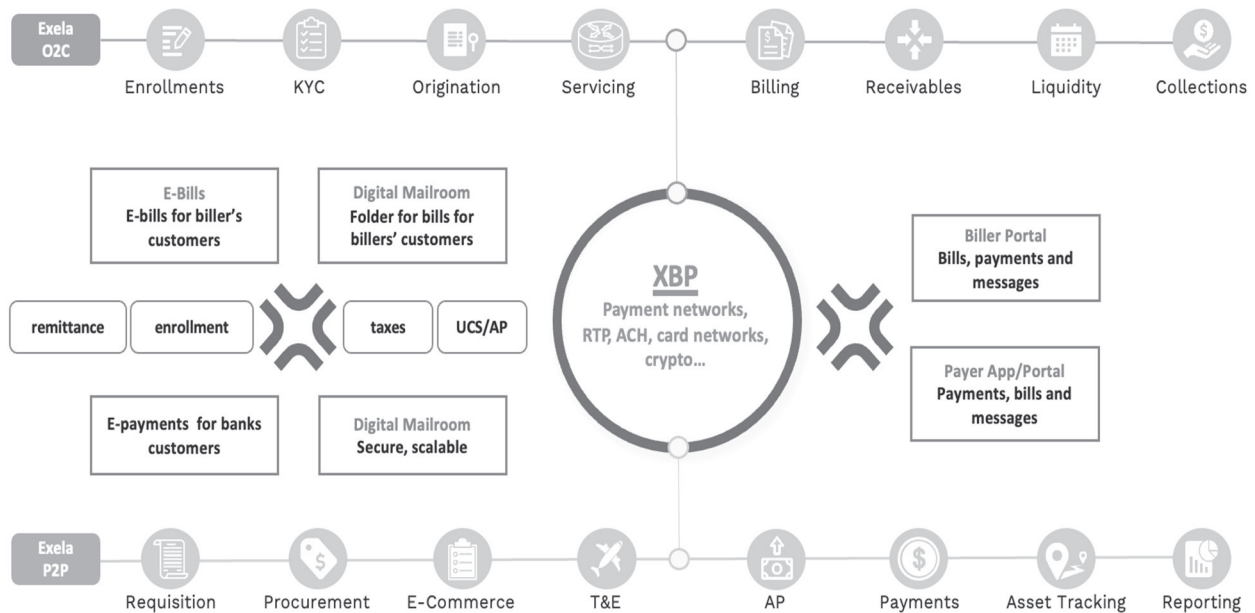 Exela
O2C
Enrollments
KYC
Origination
Servicing
Billing
Receivables
Liquidity
Collections
E-Bills
E-bills for biller's
customers
Digital Mailroom
Folder for bills for
billers' customers
remittance
enrollment
taxes
UCS/AP
E-payments for banks
customers
Digital Mailroom
Secure, scalable
XBP
Payment networks,
RTP, ACH, card networks,
crypto...
Biller Portal
Bills, payments and
messages
Payer App/Portal
Payments, bills and
messages
Exela
P2P
Requisition
Procurement
E-Commerce
T&E
AP
Payments
Asset Tracking
Reporting